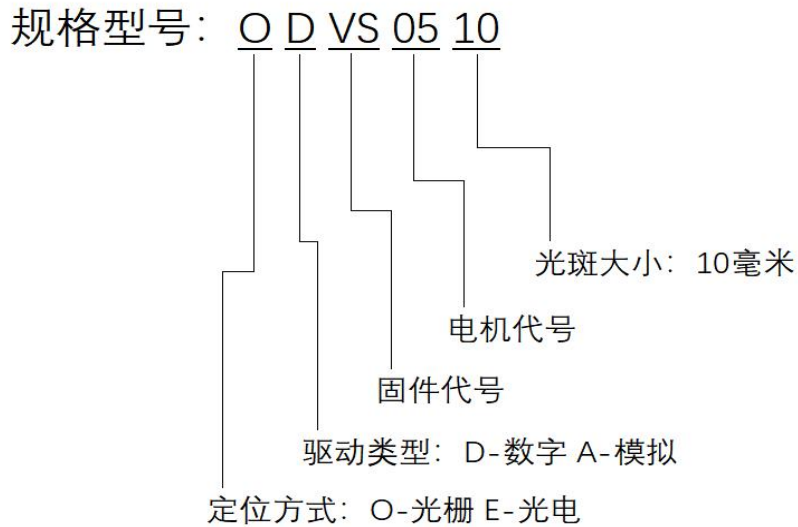 规格型号：O D VS 05 10
光斑大小：10毫米
电机代号
固件代号
驱动类型：D-数字 A-模拟
定位方式：O-光栅 E-光电